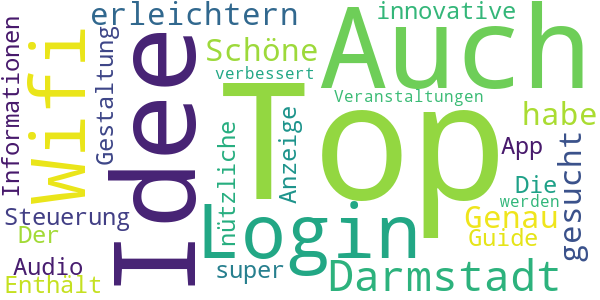 erleichtern
innovative
Auch
Schöne
verbessert
Informationen
Wifi
Gestaltung
Idee
Top
Veranstaltungen
habe
Anzeige
nützliche
App
gesucht
Die
werden
Steuerung
Login
Genau
Der
Guide
Audio
super
Darmstadt
Enthält